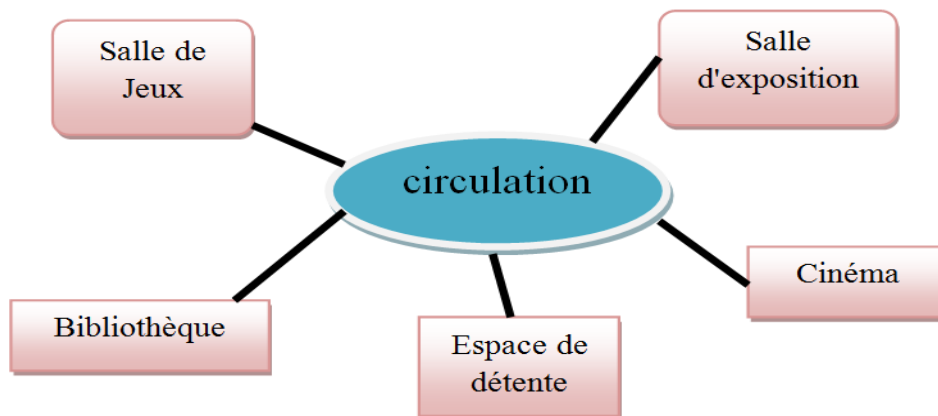 Salle de
Jeux
Salle
d'exposition
circulation
Cinéma
Bibliothèque
Espace de
détente